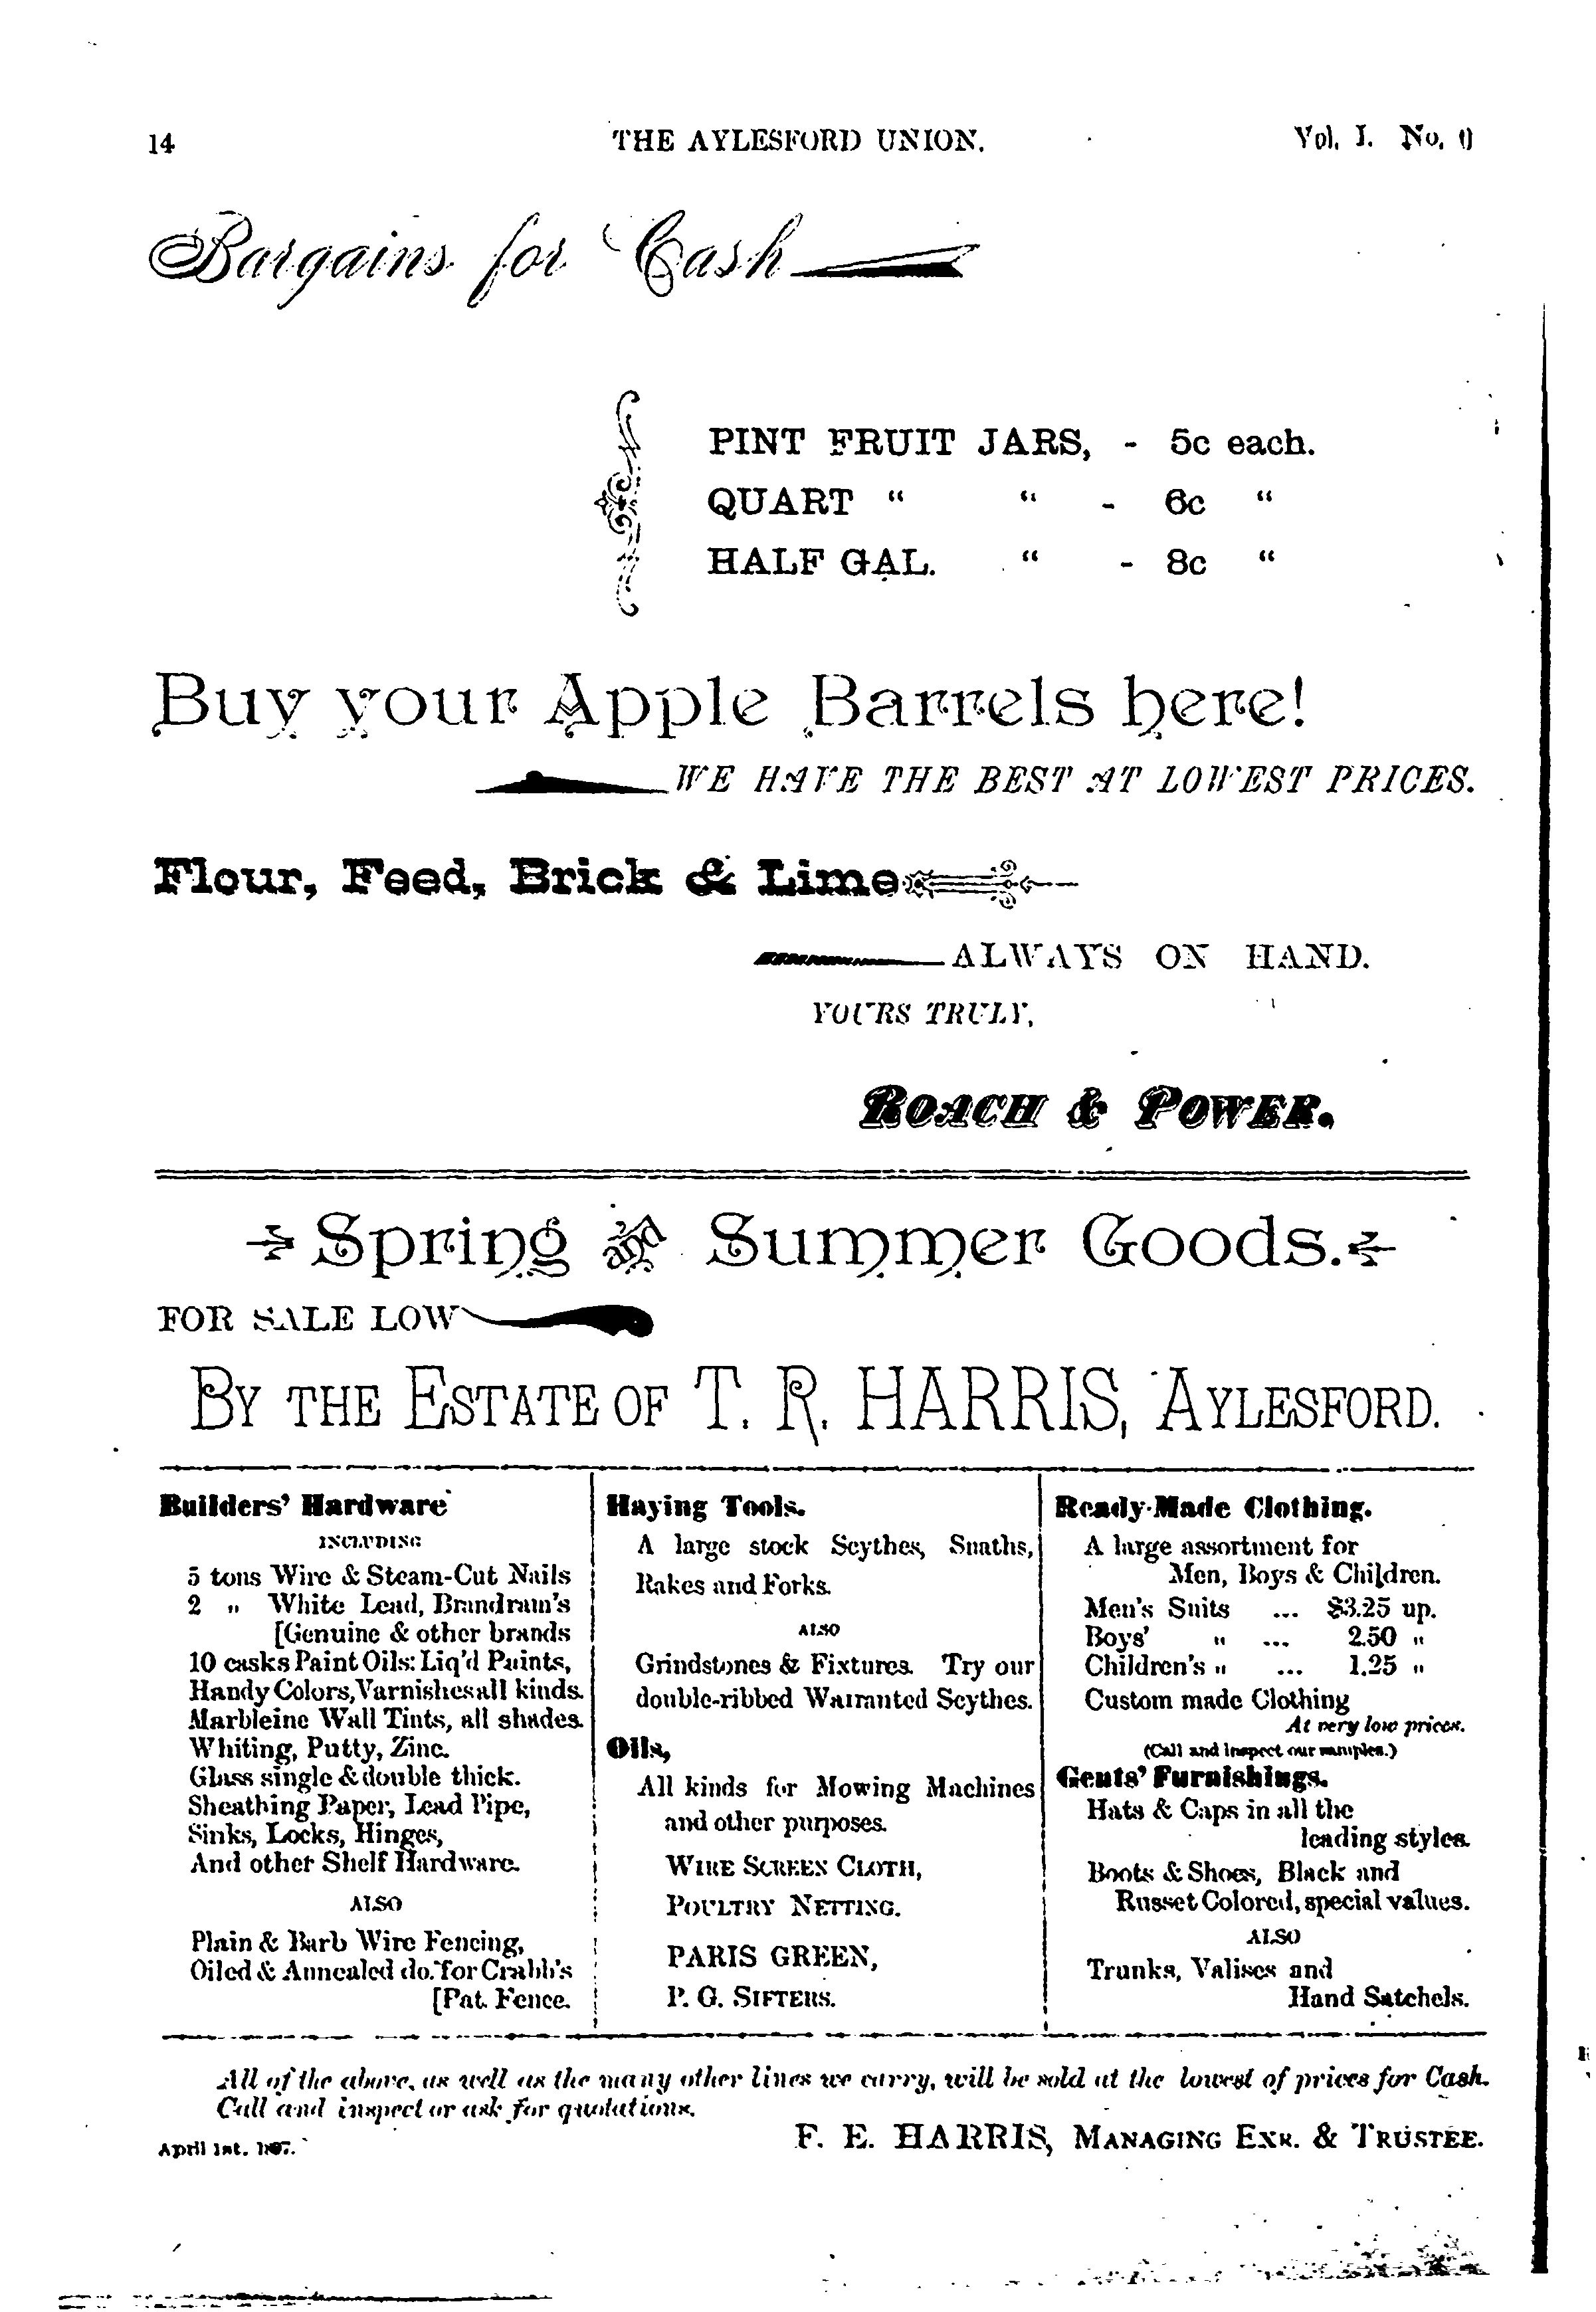 14 THE AYLESFORD UNION. Vol. I. No.
Bargains for Cash
PINT FRUIT JARS, - 5c each.
QUART “ “ - 6c “
HALF GAL. “ - 8c “
Buy your Apple Barrels here!
WE HAVE THE BEST AT LOWEST PRICES.
Flour, Feed, Brick & Lime
ALWAYS ON HAND.
YOURS TRULY,
ROACH & POWER.
Spring and Summer Goods.
FOR SALE LOW
BY THE ESTATE OF T. R. HARRIS, AYLESFORD.
Builders’ Hardware
INCLUDING
5 tons Wire & Steam-Cut Nails
2 „ White Lead, Brandram's
[Genuine & other brands
10 casks Paint Oils: Liq'd Paints,
Handy Colors, Varnishes all kinds.
Marbleine Wall Tints, all shades.
Whiting, Putty, Zinc.
Glass single & double thick.
Sheathing Paper, Lead Pipe,
Sinks, Locks, Hinges,
And other Shelf Hardware.
ALSO
Plain & Barb Wire Fencing,
Oiled & Annealed do. for Crabb's
[Pat. Fence.
Haying Tools.
A large stock Scythes, Snaths,
Rakes and Forks.
ALSO
Grindstones & Fixtures. Try our
double-ribbed Warranted Scythes.
Oils,
All kinds for Mowing Machines
and other purposes.
WIRE SCREEN CLOTH,
POULTRY NETTING.
PARIS GREEN,
P. G. SIFTERS.
Ready-Made Clothing.
A large assortment for
Men, Boys & Children.
Men's Suits ... $3.25 up.
Boys' „ ... 2.50 „
Children's „ ... 1.25 „
Custom made Clothing
At very low prices.
(Call and inspect our samples.)
Gents’ Furnishings.
Hats & Caps in all the
leading styles.
Boots & Shoes, Black and
Russet Colored, special values.
ALSO
Trunks, Valises and
Hand Satchels.
All of the above, as well as the many other lines we carry, will be sold at the lowest of prices for Cash.
Call and inspect or ask for quotations.
F. E. HARRIS, MANAGING EXR. & TRUSTEE.
April 1st. 1897.